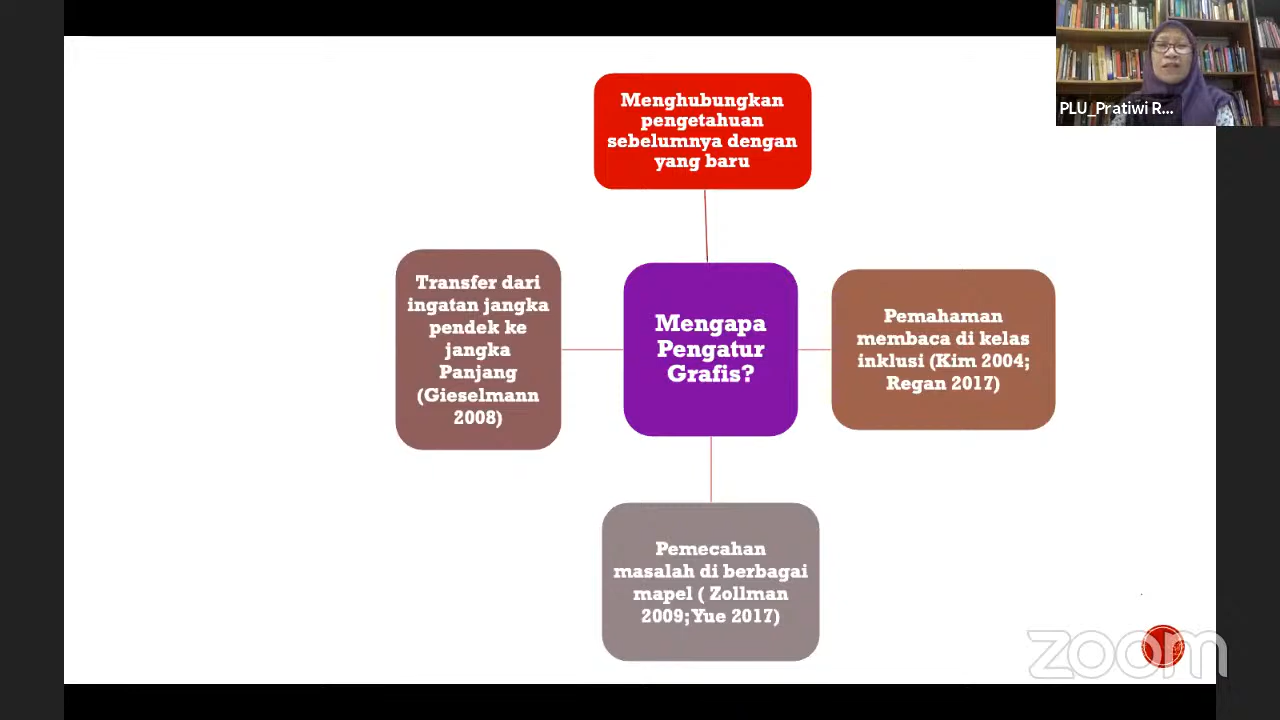 Menghubungkan
pengetahuan
sebelumnya dengan
yang baru
PLU_Pratiwi R...
Transfer dari
ingatan jangka
pendek ke
jangka
Panjang
(Gieselmann
2008)
Mengapa
Pengatur
Grafis?
Pemahaman
membaca di kelas
inklusi (Kim 2004;
Regan 2017)
Pemecahan
masalah di berbagai
mapel ( Zollman
2009;Yue 2017)
zoom